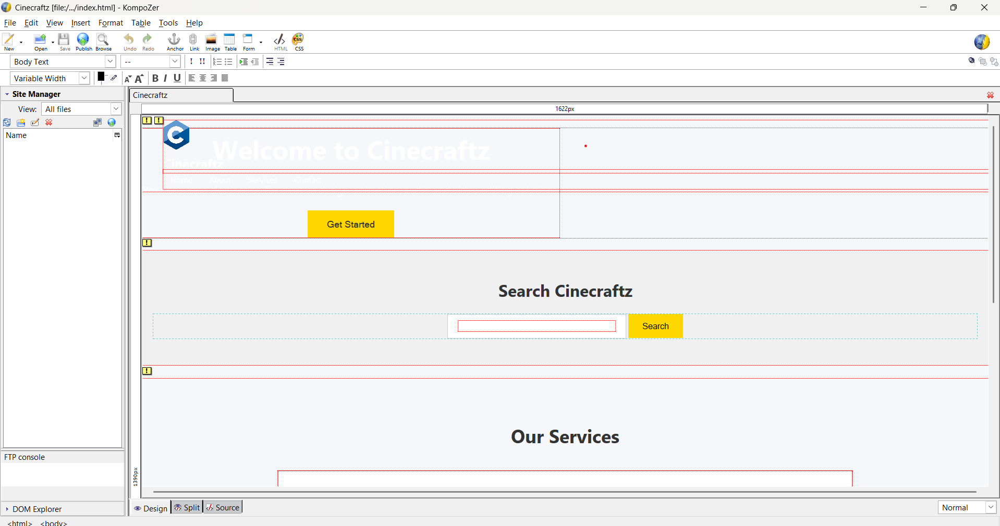 Cinecraftz [file:/.../index.html] - KompoZer
File Edit View Insert Format Table Tools Help
New Open Save Publish Browse Undo Redo Anchor Link Image Table Form HTML CSS
Body Text --
Variable Width
Site Manager
View: All files
Name
FTP console
DOM Explorer
<html> <body>
Cinecraftz
1622px
1390px
Welcome to Cinecraftz
Cinecraftz
Home About Services Contact
Get Started
Search Cinecraftz
Search
Our Services
Design Split Source
Normal